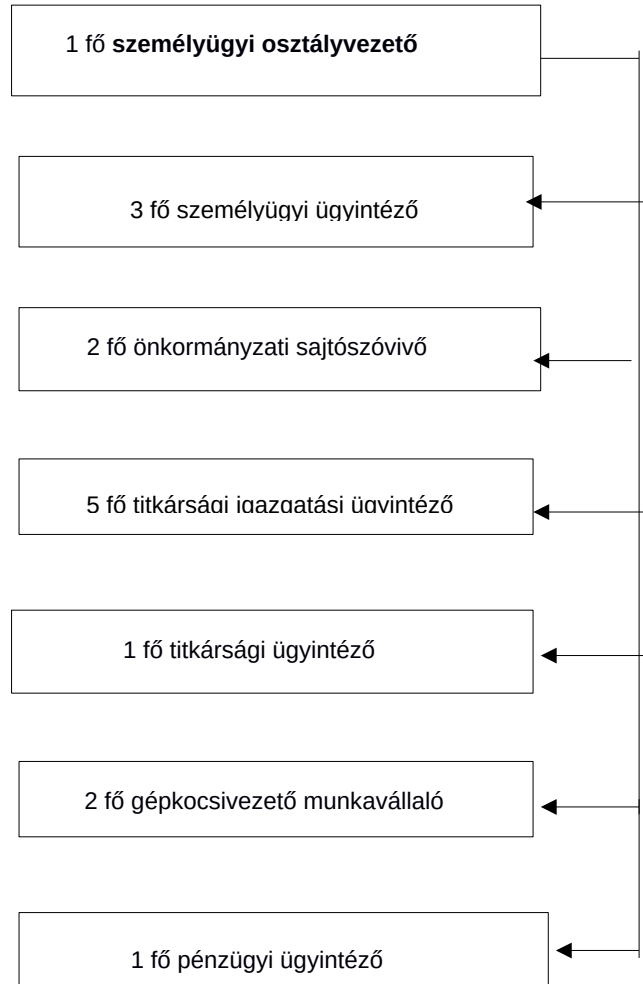 1 fő személyügyi osztályvezető
3 fő személyügyi ügyintéző
2 fő önkormányzati sajtószóvivő
5 fő titkársági igazgatási ügyintéző
1 fő titkársági ügyintéző
2 fő gépkocsivezető munkavállaló
1 fő pénzügyi ügyintéző